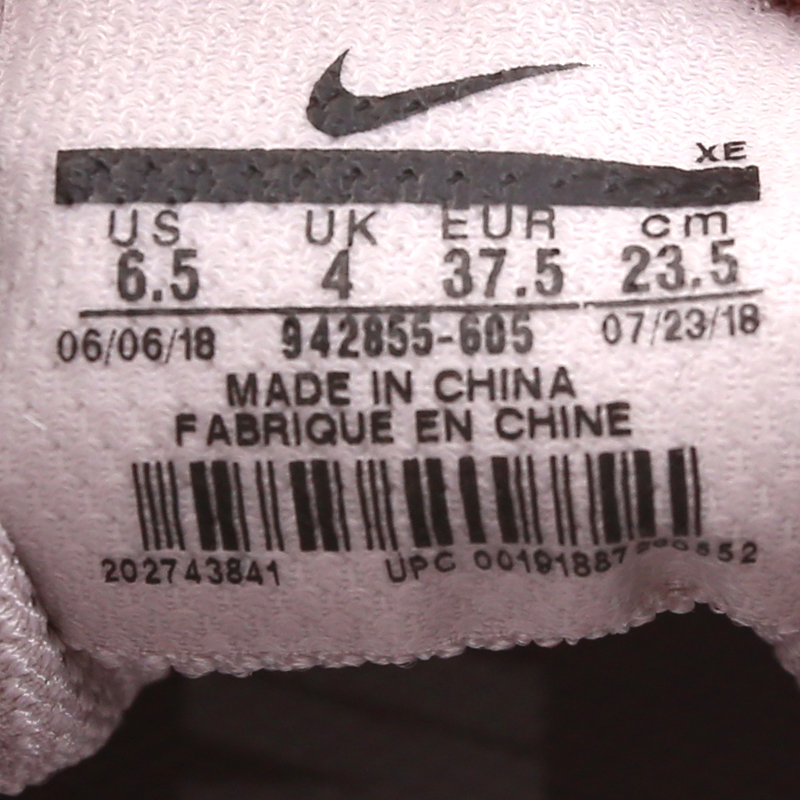 XE
US UK EUR cm
6.5 4 37.5 23.5
06/06/18 942855-605 07/23/18
MADE IN CHINA
FABRIQUE EN CHINE
202743841 UPC